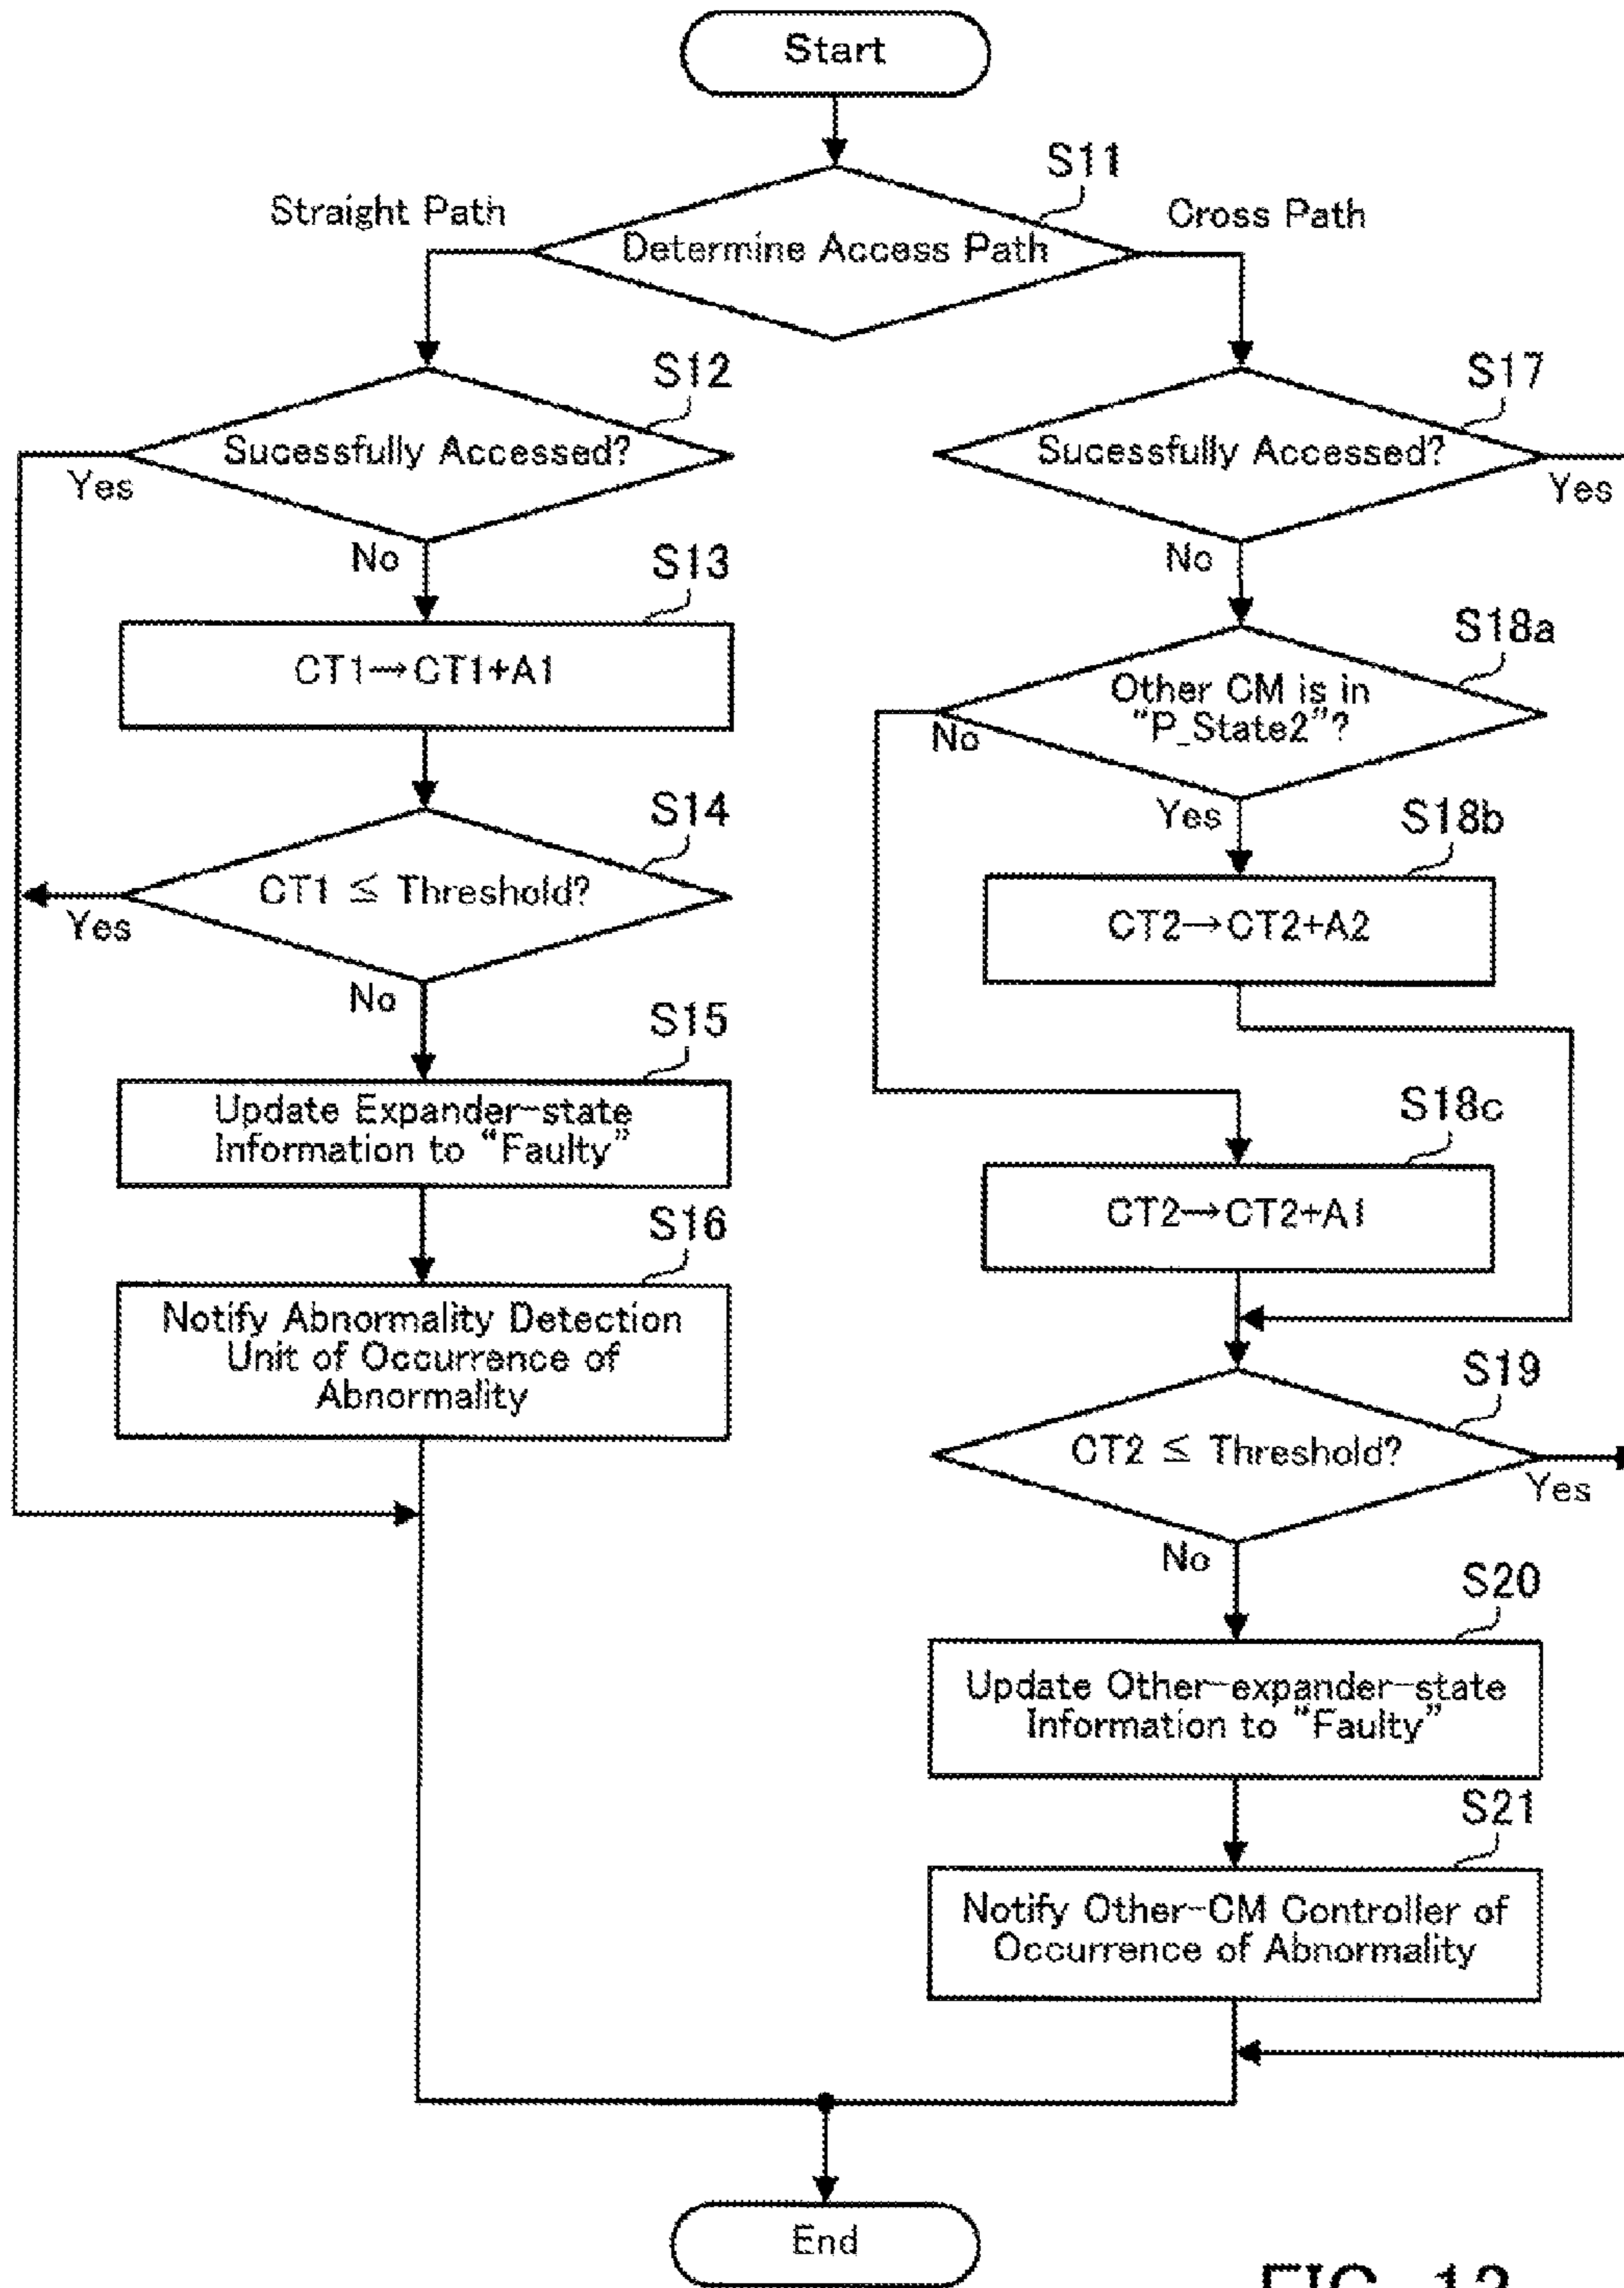 Start
S11
Straight Path
Cross Path
Determine Access Path
S12
Sucessfully Accessed?
Yes
No
S13
CT1→CT1+A1
S14
CT1 ≦ Threshold?
Yes
No
S15
Update Expander-state
Information to “Faulty”
S16
Notify Abnormality Detection
Unit of Occurrence of
Abnormality
S17
Sucessfully Accessed?
Yes
No
S18a
Other CM is in
“P_State2”?
No
Yes
S18b
CT2→CT2+A2
S18c
CT2→CT2+A1
S19
CT2 ≦ Threshold?
Yes
No
S20
Update Other-expander-state
Information to “Faulty”
S21
Notify Other-CM Controller of
Occurrence of Abnormality
End